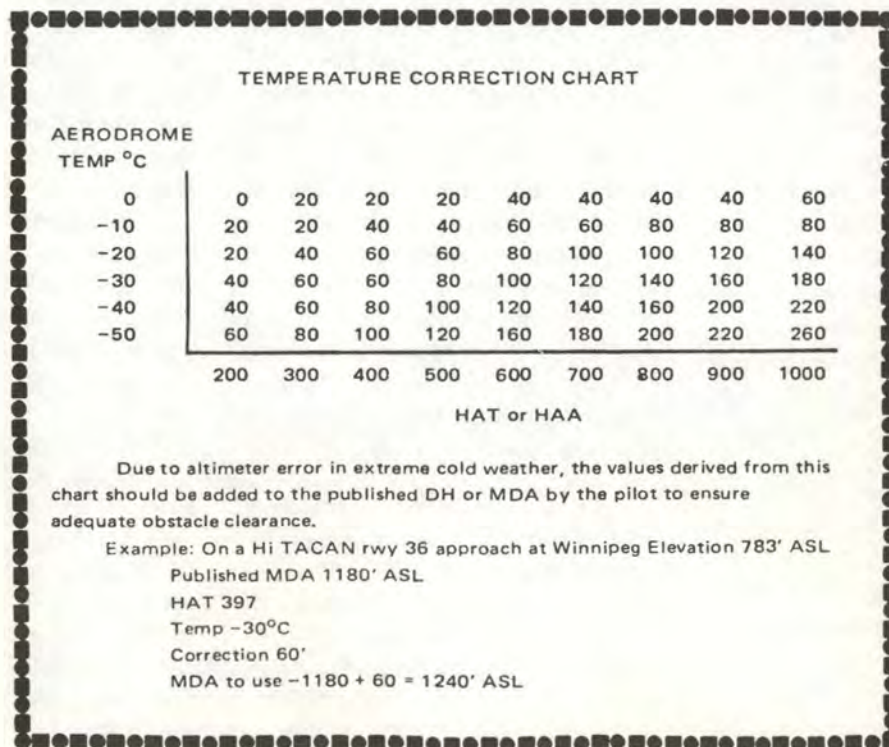 TEMPERATURE CORRECTION CHART
AERODROME
TEMP °C
0 0 20 20 20 40 40 40 40 60
-10 20 20 40 40 60 60 80 80 80
-20 20 40 60 60 80 100 100 120 140
-30 40 60 60 80 100 120 140 160 180
-40 40 60 80 100 120 140 160 200 220
-50 60 80 100 120 160 180 200 220 260
200 300 400 500 600 700 800 900 1000
HAT or HAA
Due to altimeter error in extreme cold weather, the values derived from this
chart should be added to the published DH or MDA by the pilot to ensure
adequate obstacle clearance.
Example: On a Hi TACAN rwy 36 approach at Winnipeg Elevation 783' ASL
Published MDA 1180' ASL
HAT 397
Temp -30°C
Correction 60'
MDA to use -1180 + 60 = 1240' ASL